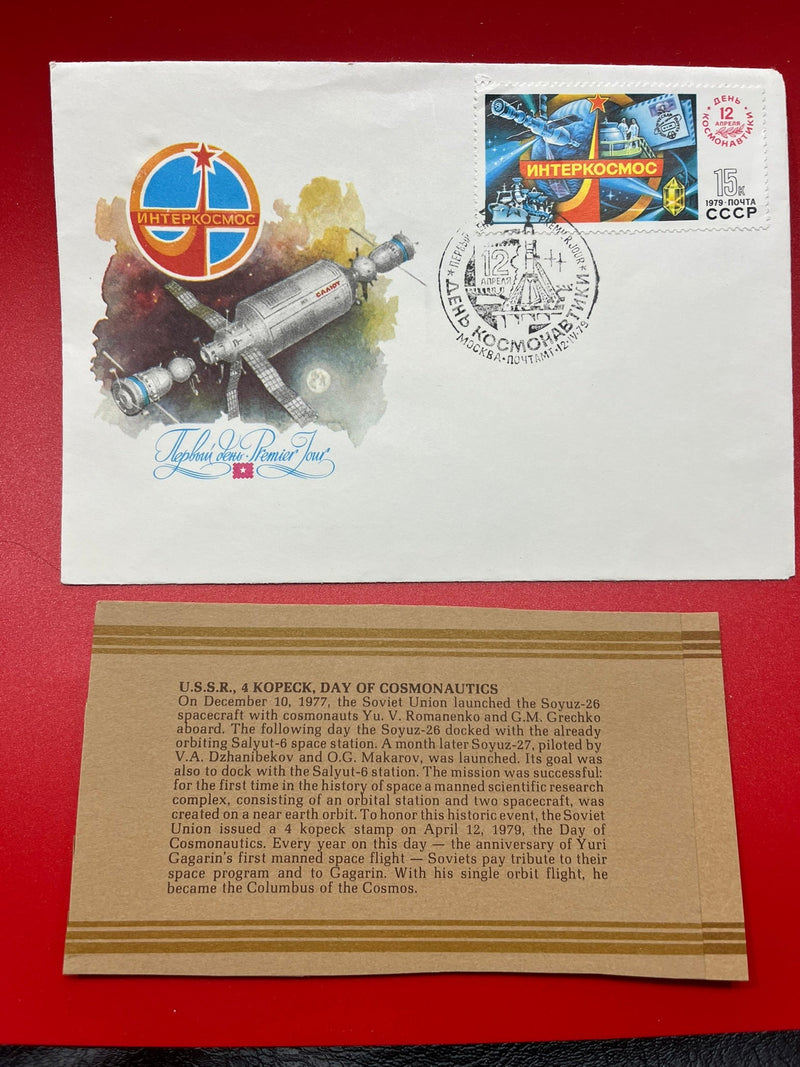 ИНТЕРКОСМОС
САЛЮТ
Первый день · Premier Jour
ИНТЕРКОСМОС
ДЕНЬ КОСМОНАВТИКИ
12
АПРЕЛЯ
15к
1979·ПОЧТА
СССР
JOUR
12
АПРЕЛЯ
ДЕНЬ КОСМОНАВТИКИ
МОСКВА·ПОЧТАМТ·12·IV·79
U.S.S.R., 4 KOPECK, DAY OF COSMONAUTICS
On December 10, 1977, the Soviet Union launched the Soyuz-26
spacecraft with cosmonauts Yu. V. Romanenko and G.M. Grechko
aboard. The following day the Soyuz-26 docked with the already
orbiting Salyut-6 space station. A month later Soyuz-27, piloted by
V.A. Dzhanibekov and O.G. Makarov, was launched. Its goal was
also to dock with the Salyut-6 station. The mission was successful:
for the first time in the history of space a manned scientific research
complex, consisting of an orbital station and two spacecraft, was
created on a near earth orbit. To honor this historic event, the Soviet
Union issued a 4 kopeck stamp on April 12, 1979, the Day of
Cosmonautics. Every year on this day — the anniversary of Yuri
Gagarin's first manned space flight — Soviets pay tribute to their
space program and to Gagarin. With his single orbit flight, he
became the Columbus of the Cosmos.